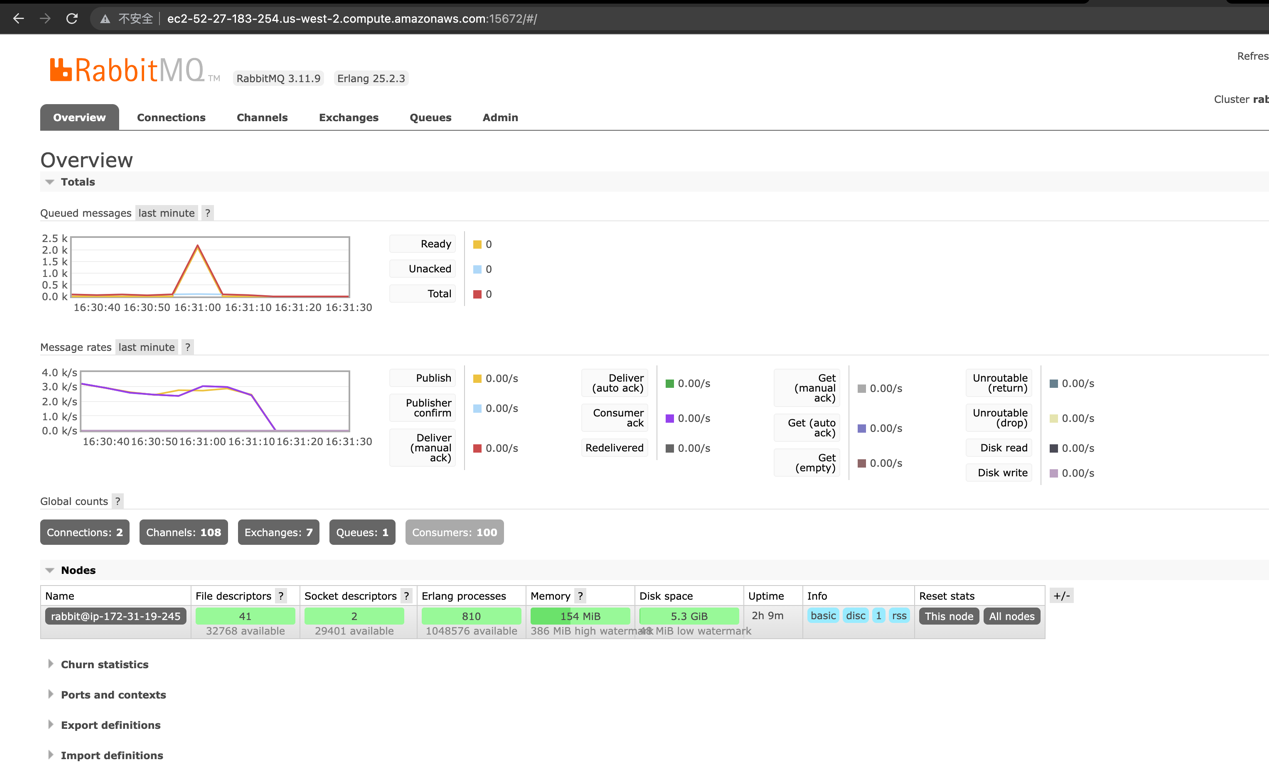 不安全 ec2-52-27-183-254.us-west-2.compute.amazonaws.com:15672/#/
Refres
RabbitMQ TM RabbitMQ 3.11.9 Erlang 25.2.3
Cluster rab
Overview Connections Channels Exchanges Queues Admin
Overview
Totals
Queued messages last minute ?
2.5 k
2.0 k
1.5 k
1.0 k
0.5 k
0.0 k
16:30:40 16:30:50 16:31:00 16:31:10 16:31:20 16:31:30
Ready 0
Unacked 0
Total 0
Message rates last minute ?
4.0 k/s
3.0 k/s
2.0 k/s
1.0 k/s
0.0 k/s
16:30:40 16:30:50 16:31:00 16:31:10 16:31:20 16:31:30
Publish 0.00/s
Publisher
confirm 0.00/s
Deliver
(manual
ack) 0.00/s
Deliver
(auto ack) 0.00/s
Consumer
ack 0.00/s
Redelivered 0.00/s
Get
(manual
ack) 0.00/s
Get (auto
ack) 0.00/s
Get
(empty) 0.00/s
Unroutable
(return) 0.00/s
Unroutable
(drop) 0.00/s
Disk read 0.00/s
Disk write 0.00/s
Global counts ?
Connections: 2 Channels: 108 Exchanges: 7 Queues: 1 Consumers: 100
Nodes
Name File descriptors ? Socket descriptors ? Erlang processes Memory ? Disk space Uptime Info Reset stats +/-
rabbit@ip-172-31-19-245 41 2 810 154 MiB 5.3 GiB 2h 9m basic disc 1 rss This node All nodes
32768 available 29401 available 1048576 available 386 MiB high watermark MiB low watermark
Churn statistics
Ports and contexts
Export definitions
Import definitions